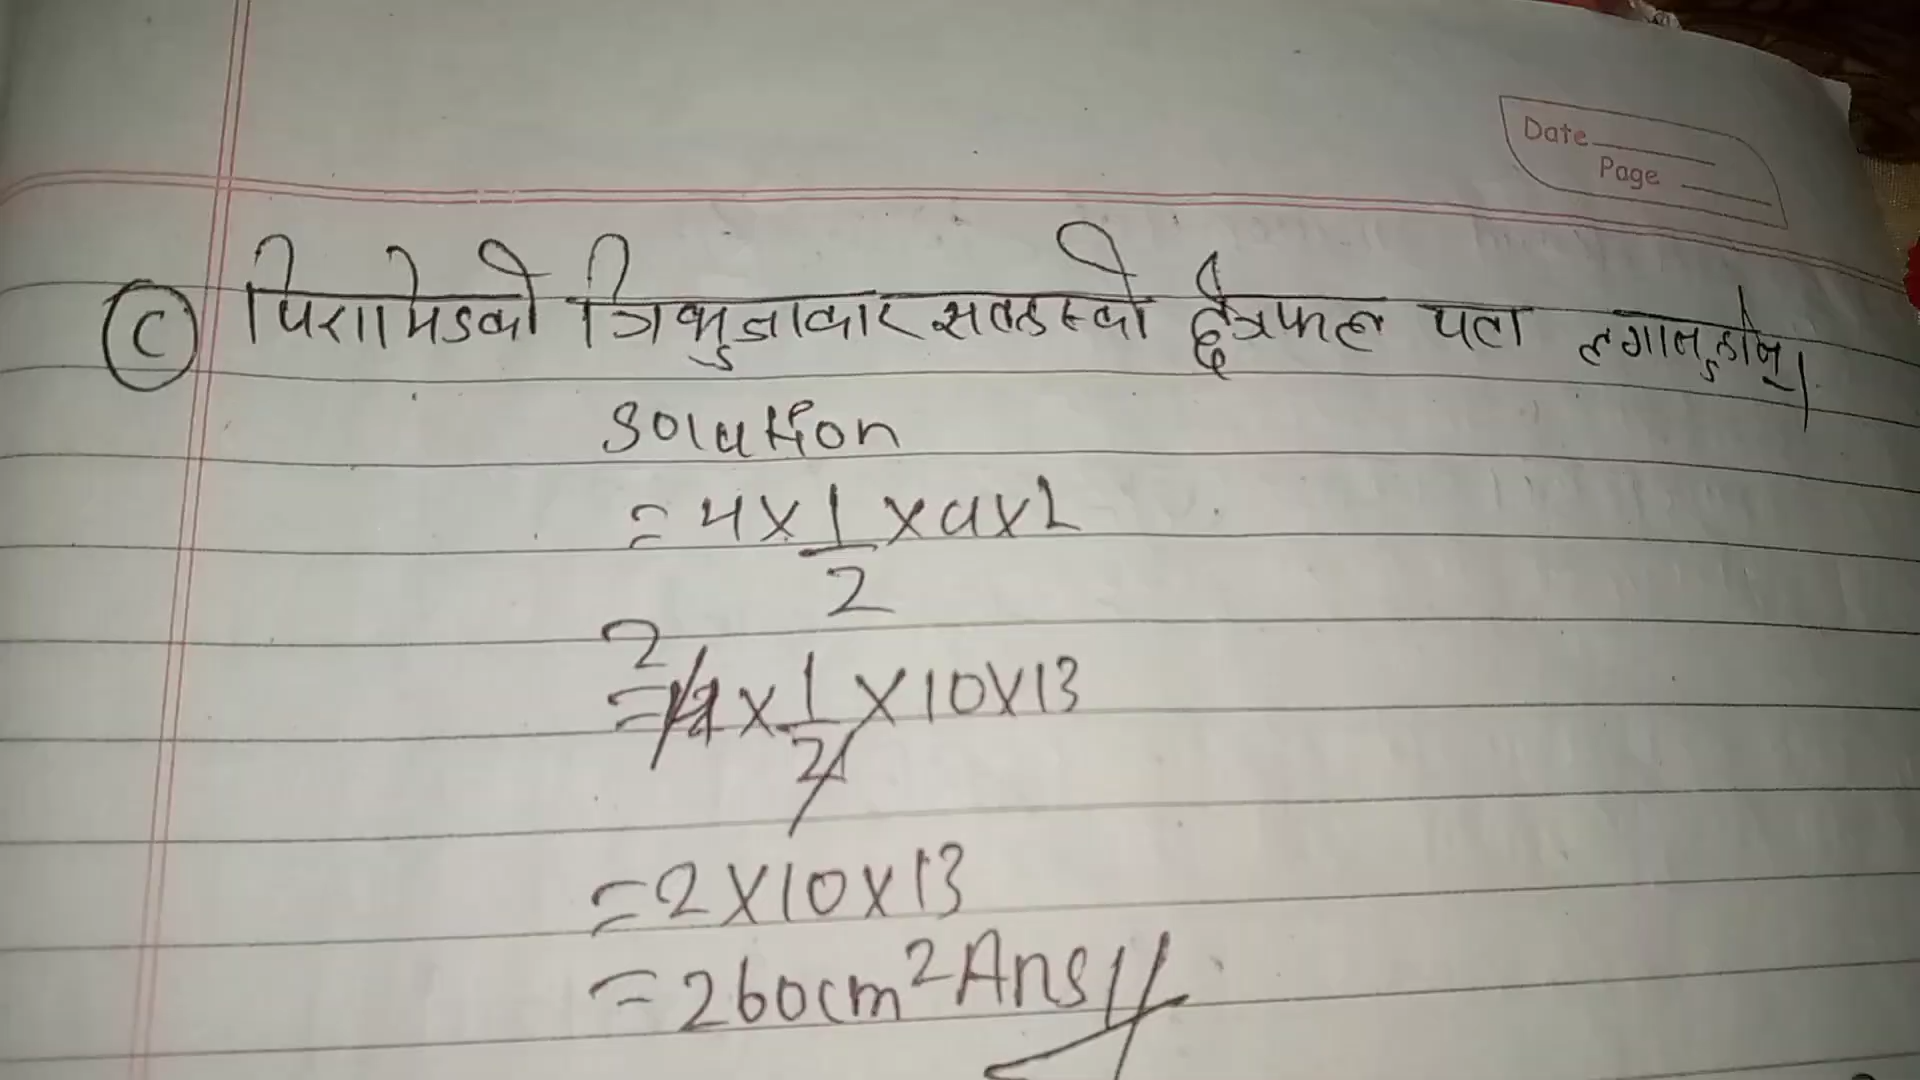 Date
Page
(C) पिरामिडको त्रिभुजाकार सतहरुको क्षेत्रफल पत्ता लगाउनुहोस्।
Solution
= 4 × 1/2 × a × l
= 4 × 1/2 × 10 × 13
2
= 2 × 10 × 13
= 260cm² Ans //